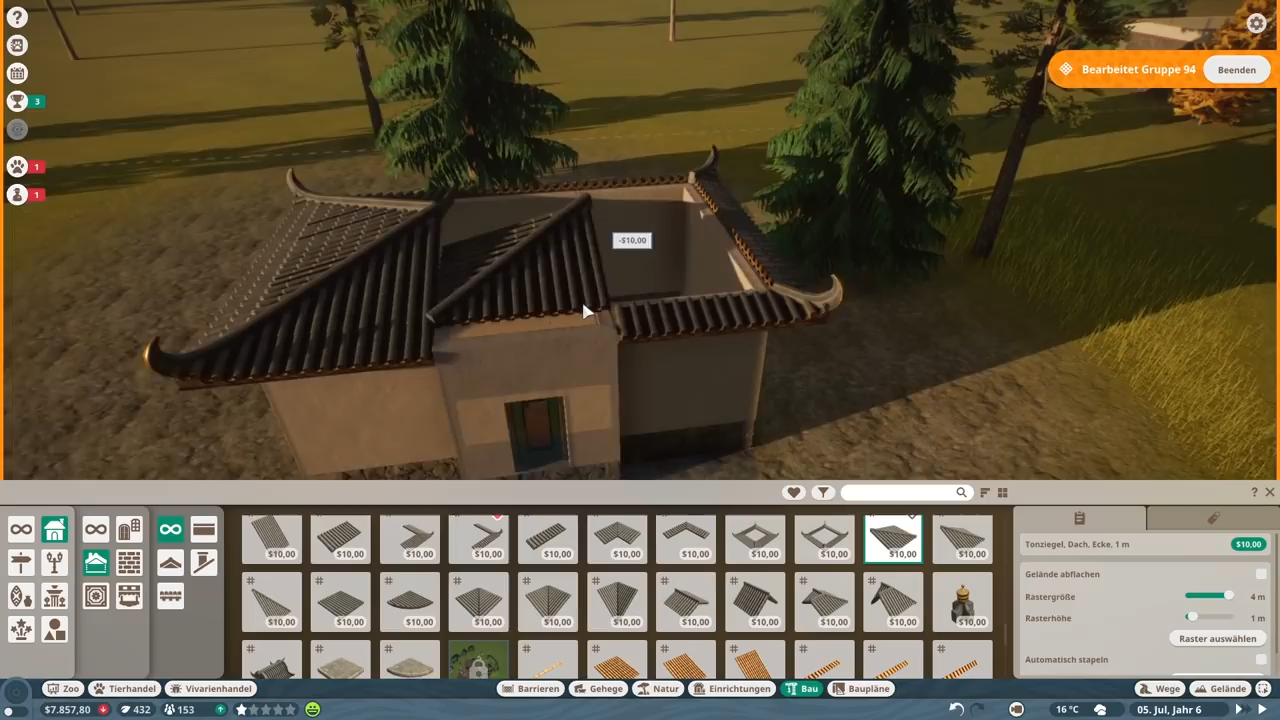 ?
Bearbeitet Gruppe 94
Beenden
3
1
1
-$10,00
?
$10,00 $10,00 $10,00 $10,00 $10,00 $10,00 $10,00 $10,00 $10,00 $10,00 $10,00
$10,00 $10,00 $10,00 $10,00 $10,00 $10,00 $10,00 $10,00 $10,00 $10,00 $10,00
Tonziegel, Dach, Ecke, 1 m $10,00
Gelände abflachen
Rastergröße 4 m
Rasterhöhe 1 m
Raster auswählen
Automatisch stapeln
Zoo Tierhandel Vivarienhandel Barrieren Gehege Natur Einrichtungen Bau Baupläne Wege Gelände
$7.857,80 432 153 16 °C 05. Jul, Jahr 6